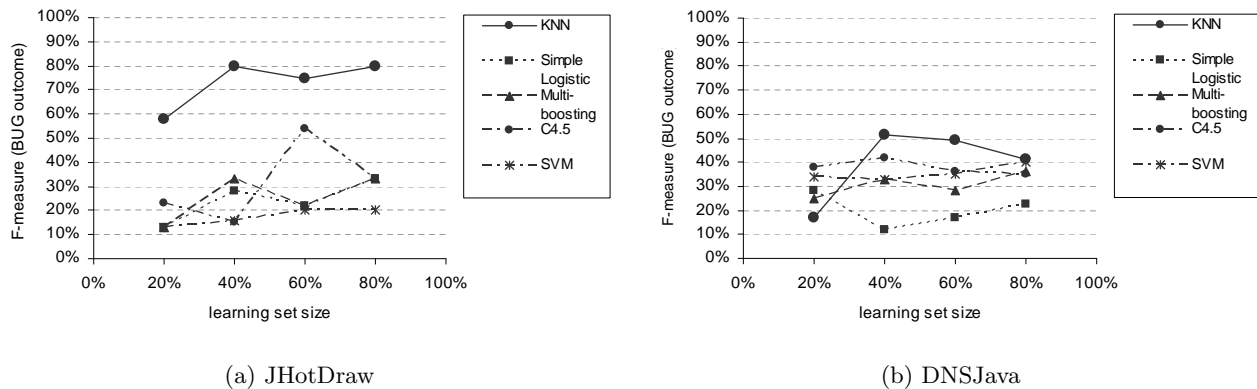 100%
90%
80%
70%
60%
50%
40%
30%
20%
10%
0%
F-measure (BUG outcome)
0% 20% 40% 60% 80% 100%
learning set size
KNN
Simple
Logistic
Multi-
boosting
C4.5
SVM
(a) JHotDraw
100%
90%
80%
70%
60%
50%
40%
30%
20%
10%
0%
F-measure (BUG outcome)
0% 20% 40% 60% 80% 100%
learning set size
KNN
Simple
Logistic
Multi-
boosting
C4.5
SVM
(b) DNSJava